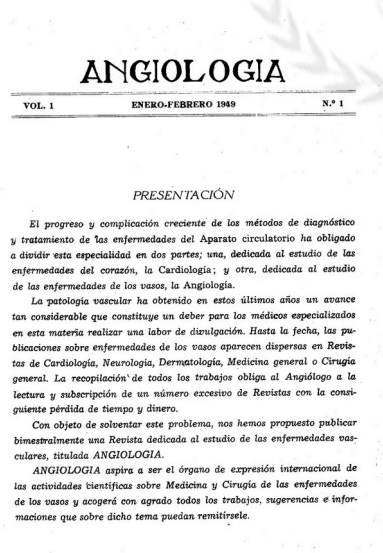 ANGIOLOGIA
VOL. 1 ENERO-FEBRERO 1949 N.º 1
PRESENTACIÓN
El progreso y complicación creciente de los métodos de diagnóstico
y tratamiento de las enfermedades del Aparato circulatorio ha obligado
a dividir esta especialidad en dos partes; una, dedicada al estudio de las
enfermedades del corazón, la Cardiología; y otra, dedicada al estudio
de las enfermedades de los vasos, la Angiología.
La patología vascular ha obtenido en estos últimos años un avance
tan considerable que constituye un deber para los médicos especializados
en esta materia realizar una labor de divulgación. Hasta la fecha, las pu-
blicaciones sobre enfermedades de los vasos aparecen dispersas en Revis-
tas de Cardiología, Neurología, Dermatología, Medicina general o Cirugía
general. La recopilación de todos los trabajos obliga al Angiólogo a la
lectura y subscripción de un número excesivo de Revistas con la consi-
guiente pérdida de tiempo y dinero.
Con objeto de solventar este problema, nos hemos propuesto publicar
bimestralmente una Revista dedicada al estudio de las enfermedades vas-
culares, titulada ANGIOLOGIA.
ANGIOLOGIA aspira a ser el órgano de expresión internacional de
las actividades científicas sobre Medicina y Cirugía de las enfermedades
de los vasos y acogerá con agrado todos los trabajos, sugerencias e infor-
maciones que sobre dicho tema puedan remitírsele.